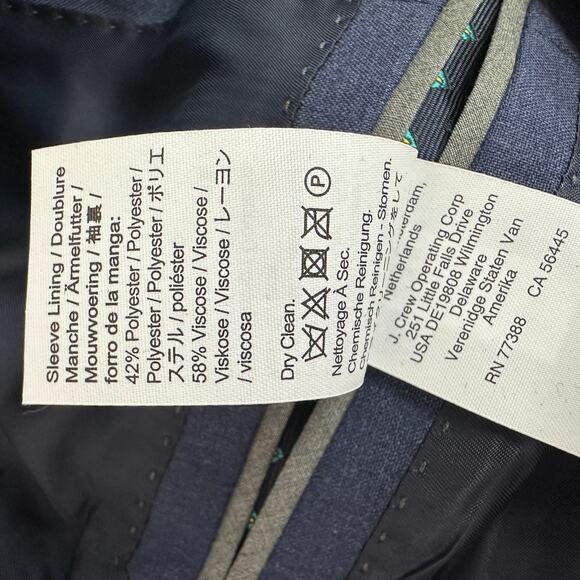 Sleeve Lining / Doublure
Manche / Ärmelfutter /
Mouwvoering / 袖裏 /
forro de la manga:
42% Polyester/ Polyester /
Polyester / Polyester / ポリエ
ステル / poliéster
58% Viscose / Viscose /
Viskose / Viscose / レーヨン
/ viscosa
Dry Clean.
P
Nettoyage À Sec.
Chemische Reinigung.
Chemisch Reinigen - Stomen.
Netherlands
J. Crew Operating Corp
251 Little Falls Drive
USA DE19808 Wilmington
Delaware
Verenidge Staten Van
Amerika
RN 77388 CA 56445